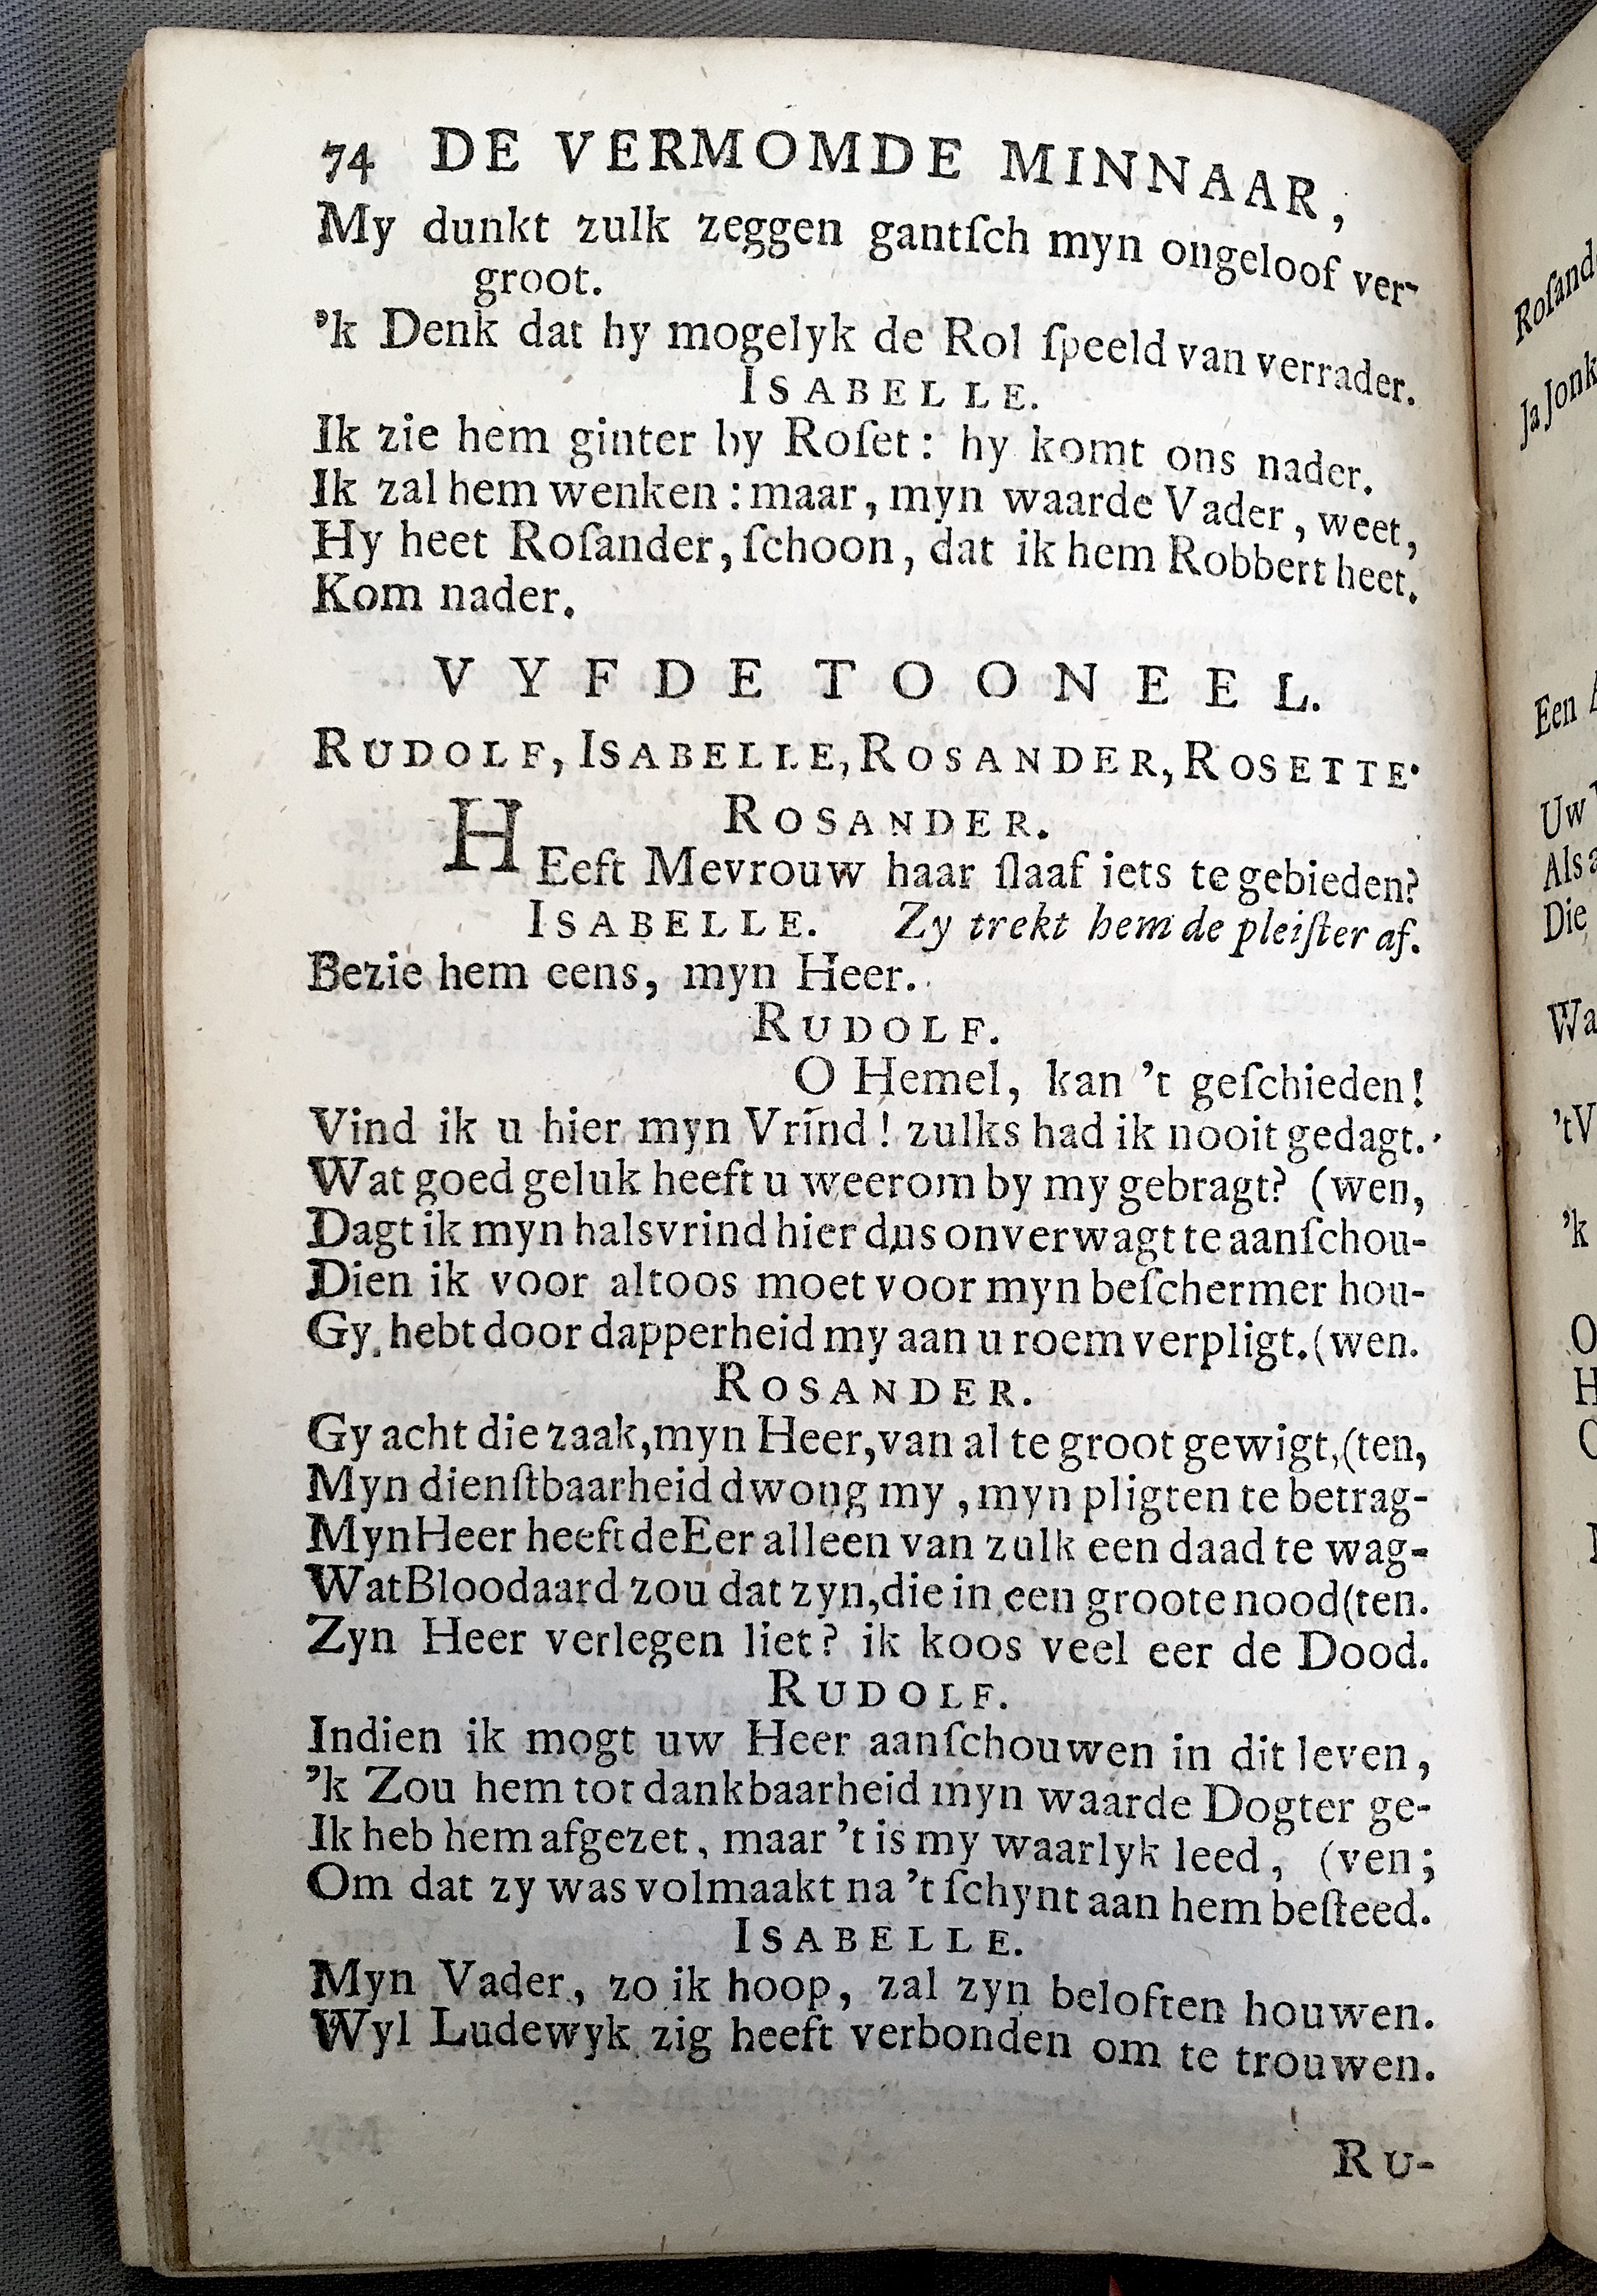 74 DE VERMOMDE MINNAAR,
My dunkt zulk zeggen gantſch myn ongeloof ver-
groot.
'k Denk dat hy mogelyk de Rol ſpeeld van verrader.
ISABELLE.
Ik zie hem ginter by Roſet: hy komt ons nader.
Ik zal hem wenken: maar, myn waarde Vader, weet,
Hy heet Roſander, ſchoon, dat ik hem Robbert heet.
Kom nader.
VYFDE TOONEEL.
RUDOLF, ISABELLE, ROSANDER, ROSETTE.
ROSANDER.
HEeft Mevrouw haar ſlaaf iets te gebieden?
ISABELLE. Zy trekt hem de pleiſter af.
Bezie hem eens, myn Heer.
RUDOLF.
O Hemel, kan 't geſchieden!
Vind ik u hier myn Vrind! zulks had ik nooit gedagt.
Wat goed geluk heeft u weerom by my gebragt? (wen,
Dagt ik myn halsvrind hier dus onverwagt te aanſchou-
Dien ik voor altoos moet voor myn beſchermer hou-
Gy hebt door dapperheid my aan u roem verpligt. (wen.
ROSANDER.
Gy acht die zaak, myn Heer, van al te groot gewigt, (ten,
Myn dienſtbaarheid dwong my, myn pligten te betrag-
Myn Heer heeft de Eer alleen van zulk een daad te wag-
Wat Bloodaard zou dat zyn, die in een groote nood (ten.
Zyn Heer verlegen liet? ik koos veel eer de Dood.
RUDOLF.
Indien ik mogt uw Heer aanſchouwen in dit leven,
'k Zou hem tot dankbaarheid myn waarde Dogter ge-
Ik heb hem afgezet, maar 't is my waarlyk leed, (ven;
Om dat zy was volmaakt na 't ſchynt aan hem beſteed.
ISABELLE.
Myn Vader, zo ik hoop, zal zyn beloften houwen.
Wyl Ludewyk zig heeft verbonden om te trouwen.
RU-
Roſand
Ja Jonk
Een
Uw
Als
Die
Wa
't V
'k
O
H